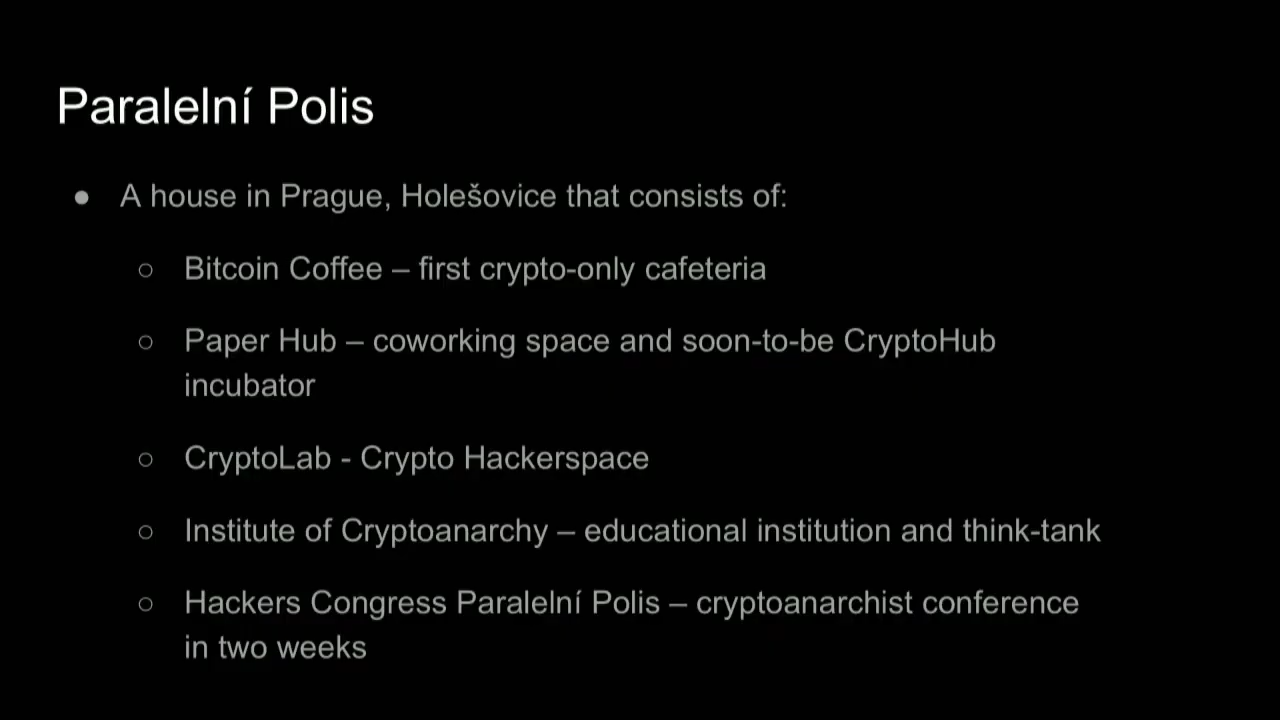 Paralelní Polis
● A house in Prague, Holešovice that consists of:
○ Bitcoin Coffee – first crypto-only cafeteria
○ Paper Hub – coworking space and soon-to-be CryptoHub
incubator
○ CryptoLab - Crypto Hackerspace
○ Institute of Cryptoanarchy – educational institution and think-tank
○ Hackers Congress Paralelní Polis – cryptoanarchist conference
in two weeks